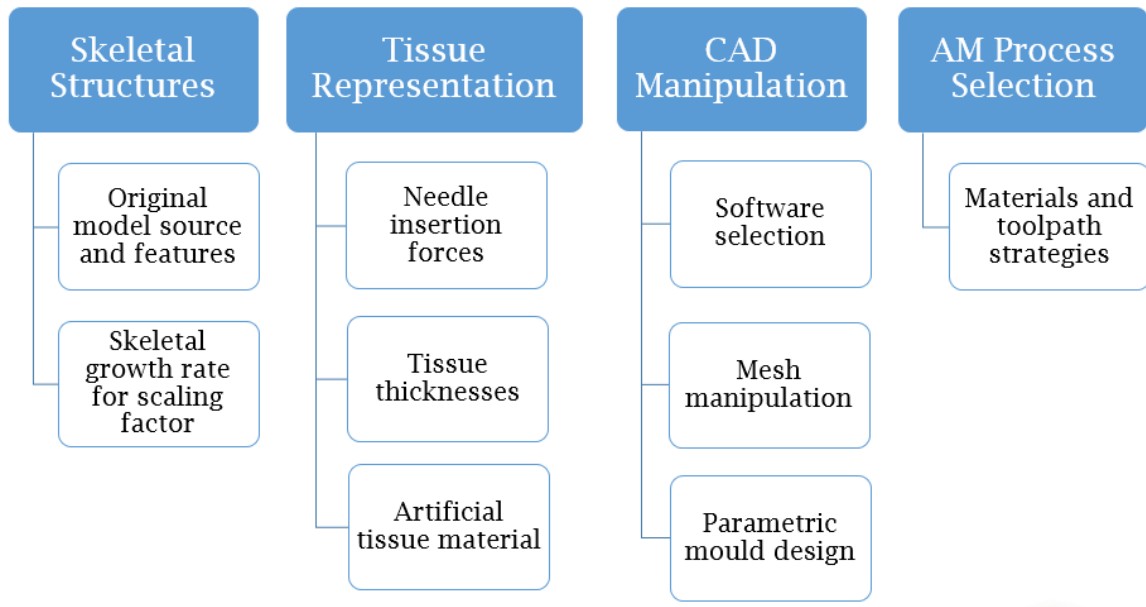 Skeletal
Structures
Original
model source
and features
Skeletal
growth rate
for scaling
factor
Tissue
Representation
Needle
insertion
forces
Tissue
thicknesses
Artificial
tissue material
CAD
Manipulation
Software
selection
Mesh
manipulation
Parametric
mould design
AM Process
Selection
Materials and
toolpath
strategies